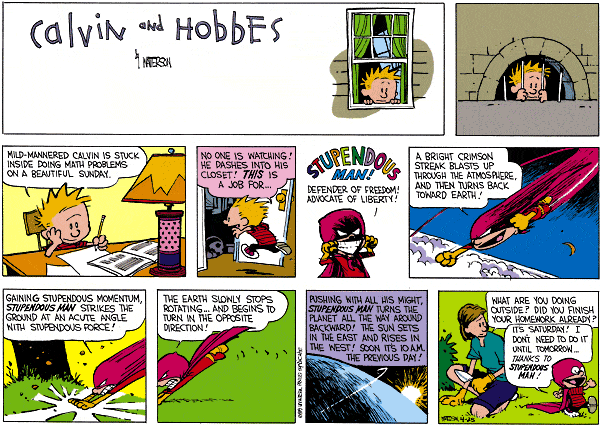 CALVIN and HOBBES
by WATTERSON
MILD-MANNERED CALVIN IS STUCK
INSIDE DOING MATH PROBLEMS
ON A BEAUTIFUL SUNDAY.
NO ONE IS WATCHING!
HE DASHES INTO HIS
CLOSET! THIS IS
A JOB FOR...
STUPENDOUS
MAN!
DEFENDER OF FREEDOM!
ADVOCATE OF LIBERTY!
A BRIGHT CRIMSON
STREAK BLASTS UP
THROUGH THE ATMOSPHERE,
AND THEN TURNS BACK
TOWARD EARTH!
GAINING STUPENDOUS MOMENTUM,
STUPENDOUS MAN STRIKES THE
GROUND AT AN ACUTE ANGLE
WITH STUPENDOUS FORCE!
THE EARTH SLOWLY STOPS
ROTATING... AND BEGINS TO
TURN IN THE OPPOSITE
DIRECTION!
PUSHING WITH ALL HIS MIGHT,
STUPENDOUS MAN TURNS THE
PLANET ALL THE WAY AROUND
BACKWARD! THE SUN SETS
IN THE EAST AND RISES IN
THE WEST! SOON IT'S 10 A.M.
THE PREVIOUS DAY!
WHAT ARE YOU DOING
OUTSIDE? DID YOU FINISH
YOUR HOMEWORK ALREADY?
IT'S SATURDAY! I
DON'T NEED TO DO IT
UNTIL TOMORROW...
THANKS TO
STUPENDOUS
MAN!
WATTERSON 4-25